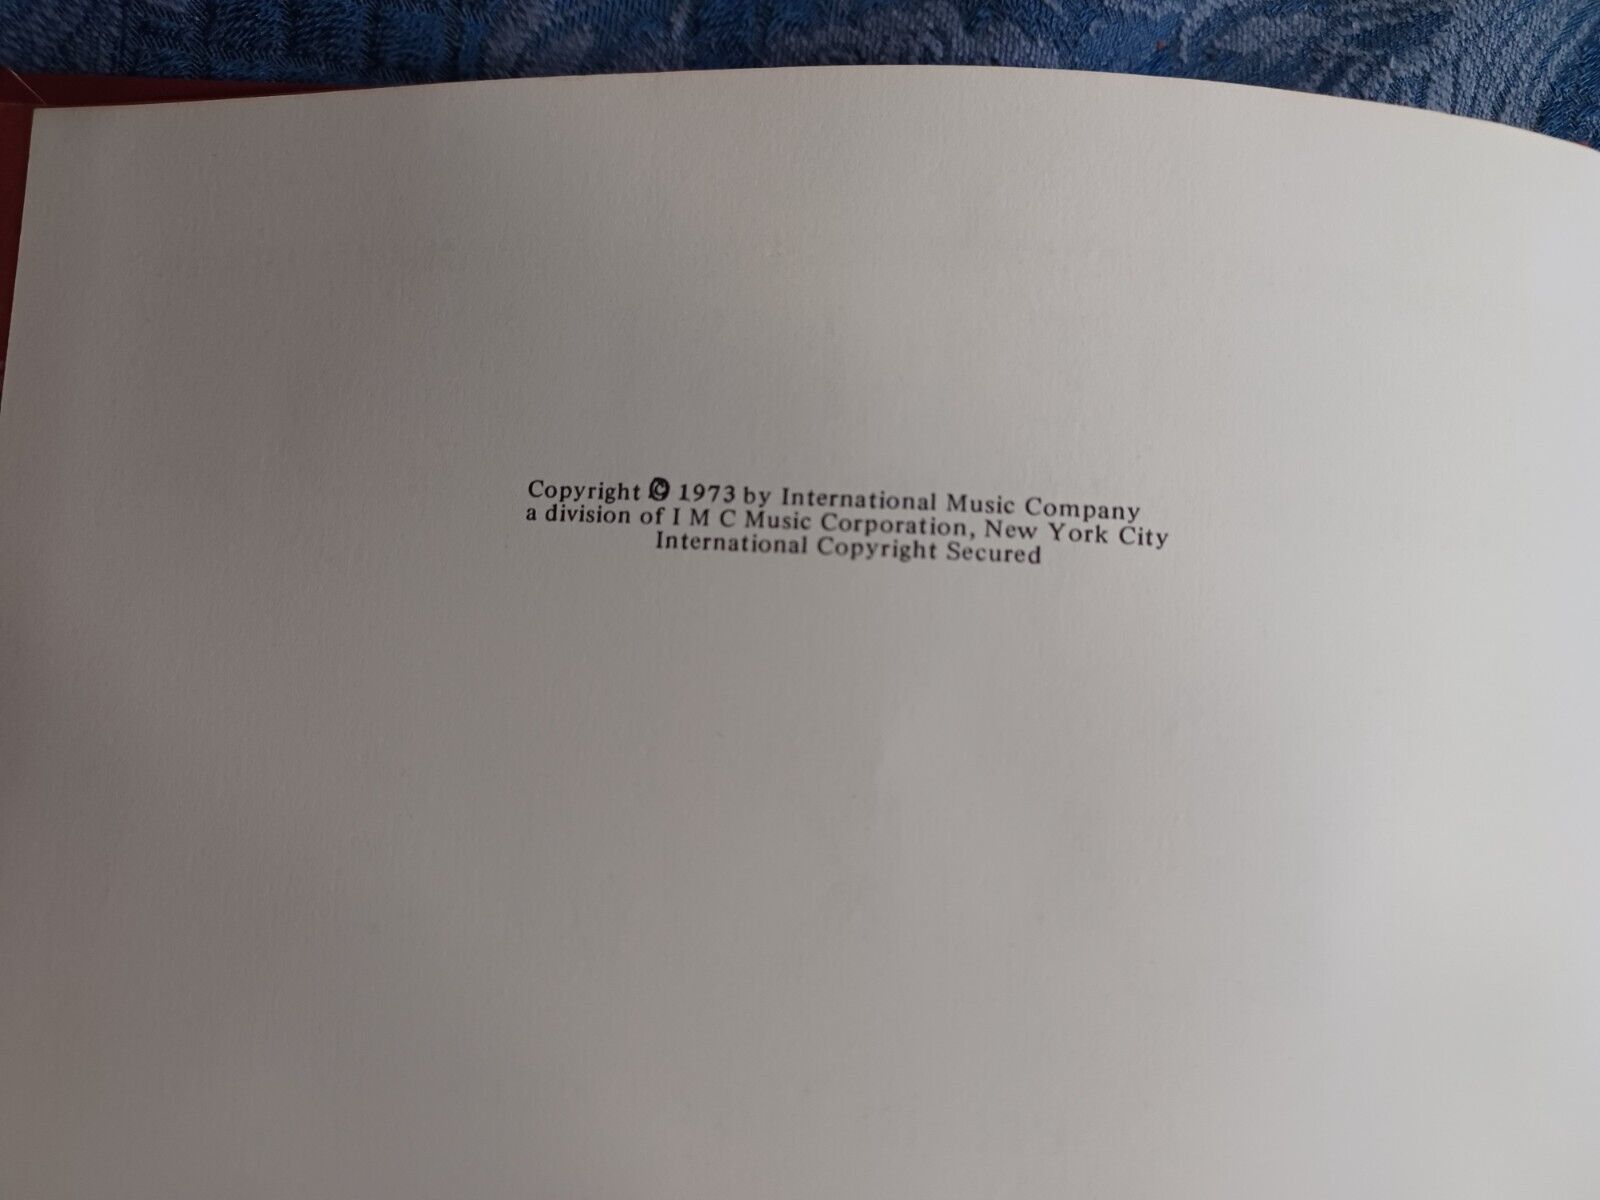 Copyright © 1973 by International Music Company
a division of I M C Music Corporation, New York City
International Copyright Secured